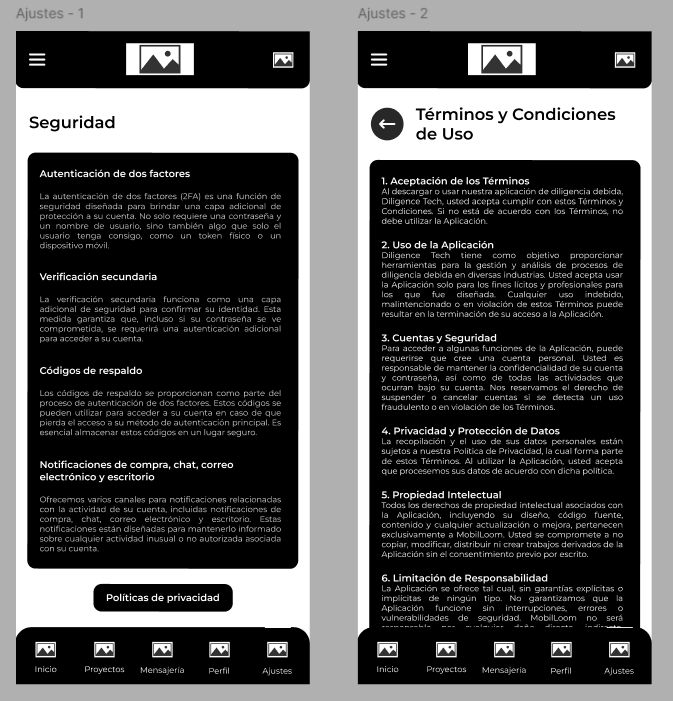 Ajustes - 1
Seguridad
Autenticación de dos factores
La autenticación de dos factores (2FA) es una función de
seguridad diseñada para brindar una capa adicional de
protección a su cuenta. No solo requiere una contraseña y
un nombre de usuario, sino también algo que solo el
usuario tenga consigo, como un token físico o un
dispositivo móvil.
Verificación secundaria
La verificación secundaria funciona como una capa
adicional de seguridad para confirmar su identidad. Esta
medida garantiza que, incluso si su contraseña se ve
comprometida, se requerirá una autenticación adicional
para acceder a su cuenta.
Códigos de respaldo
Los códigos de respaldo se proporcionan como parte del
proceso de autenticación de dos factores. Estos códigos se
pueden utilizar para acceder a su cuenta en caso de que
pierda el acceso a su método de autenticación principal. Es
esencial almacenar estos códigos en un lugar seguro.
Notificaciones de compra, chat, correo
electrónico y escritorio
Ofrecemos varios canales para notificaciones relacionadas
con la actividad de su cuenta, incluidas notificaciones de
compra, chat, correo electrónico y escritorio. Estas
notificaciones están diseñadas para mantenerlo informado
sobre cualquier actividad inusual o no autorizada asociada
con su cuenta.
Políticas de privacidad
Inicio
Proyectos
Mensajería
Perfil
Ajustes
Ajustes - 2
Términos y Condiciones
de Uso
1. Aceptación de los Términos
Al descargar o usar nuestra aplicación de diligencia debida,
Diligence Tech, usted acepta cumplir con estos Términos y
Condiciones. Si no está de acuerdo con los Términos, no
debe utilizar la Aplicación.
2. Uso de la Aplicación
Diligence Tech tiene como objetivo proporcionar
herramientas para la gestión y análisis de procesos de
diligencia debida en diversas industrias. Usted acepta usar
la Aplicación solo para los fines lícitos y profesionales para
los que fue diseñada. Cualquier uso indebido,
malintencionado o en violación de estos Términos puede
resultar en la terminación de su acceso a la Aplicación.
3. Cuentas y Seguridad
Para acceder a algunas funciones de la Aplicación, puede
requerirse que cree una cuenta personal. Usted es
responsable de mantener la confidencialidad de su cuenta
y contraseña, así como de todas las actividades que
ocurran bajo su cuenta. Nos reservamos el derecho de
suspender o cancelar cuentas si se detecta un uso
fraudulento o en violación de los Términos.
4. Privacidad y Protección de Datos
La recopilación y el uso de sus datos personales están
sujetos a nuestra Política de Privacidad, la cual forma parte
de estos Términos. Al utilizar la Aplicación, usted acepta
que procesemos sus datos de acuerdo con dicha política.
5. Propiedad Intelectual
Todos los derechos de propiedad intelectual asociados con
la Aplicación, incluyendo su diseño, código fuente,
contenido y cualquier actualización o mejora, pertenecen
exclusivamente a MobilLoom. Usted se compromete a no
copiar, modificar, distribuir ni crear trabajos derivados de la
Aplicación sin el consentimiento previo por escrito.
6. Limitación de Responsabilidad
La Aplicación se ofrece tal cual, sin garantías explícitas o
implícitas de ningún tipo. No garantizamos que la
Aplicación funcione sin interrupciones, errores o
vulnerabilidades de seguridad. MobilLoom no será
Inicio
Proyectos
Mensajería
Perfil
Ajustes